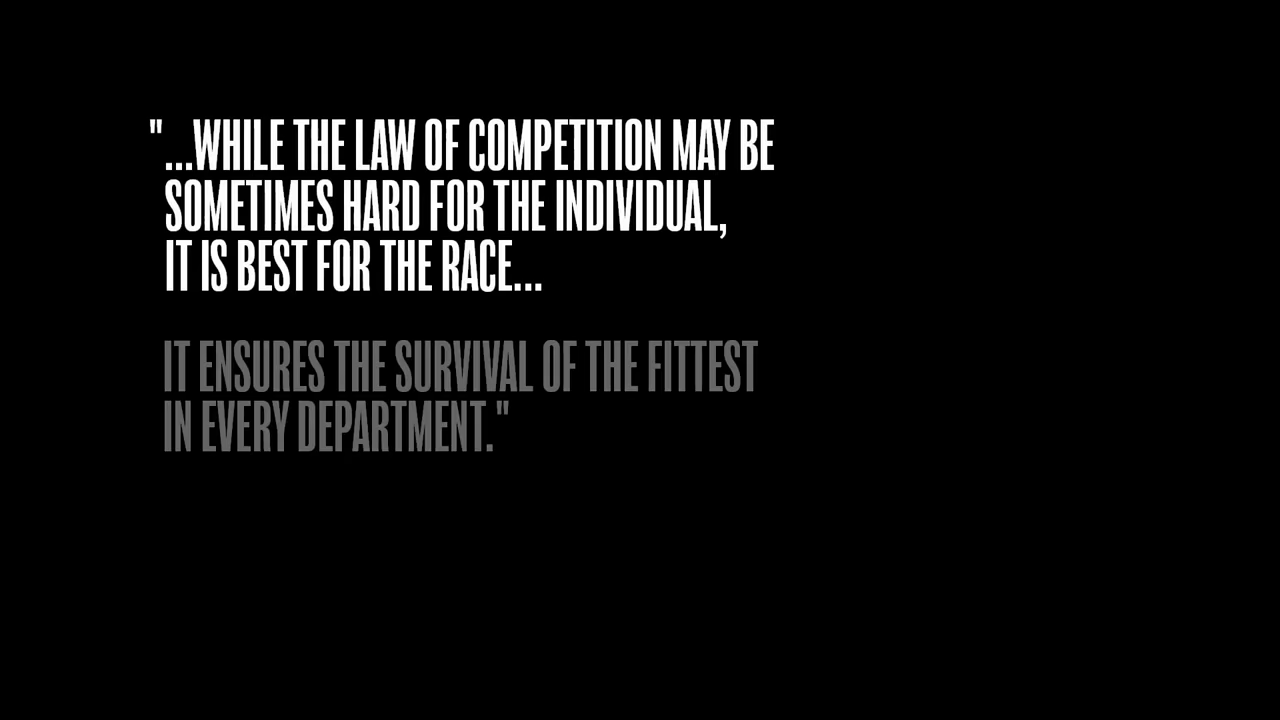 "...WHILE THE LAW OF COMPETITION MAY BE
SOMETIMES HARD FOR THE INDIVIDUAL,
IT IS BEST FOR THE RACE...
IT ENSURES THE SURVIVAL OF THE FITTEST
IN EVERY DEPARTMENT."